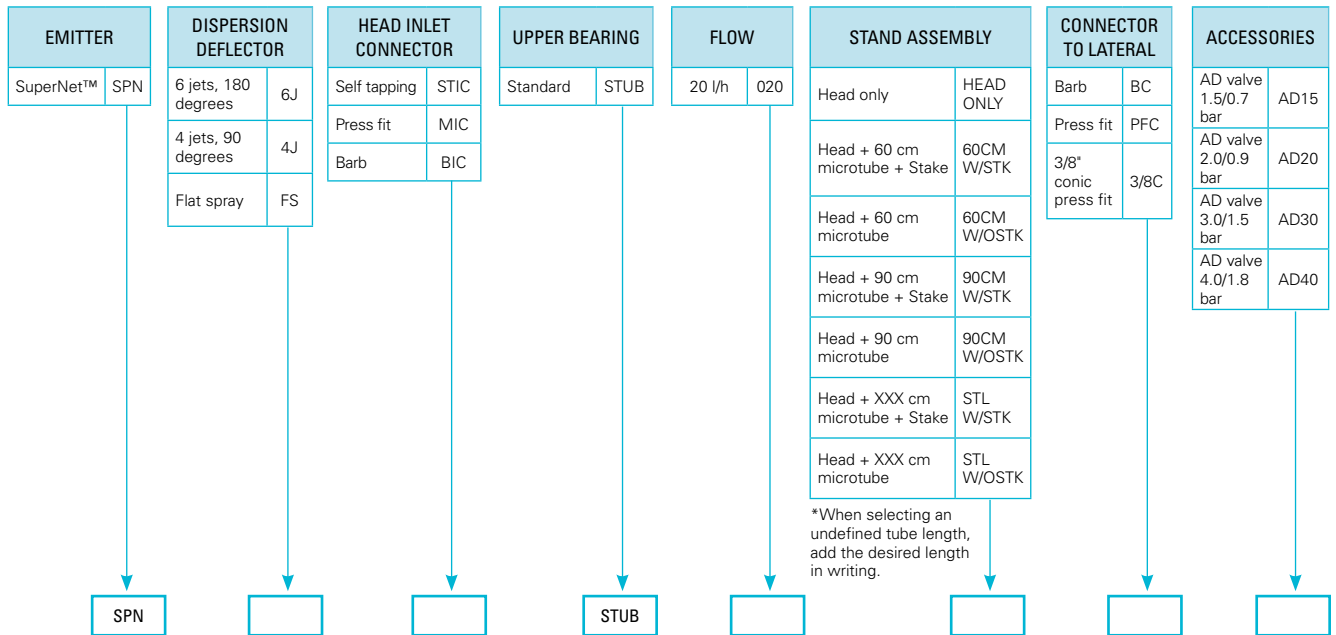 EMITTER
SuperNet™ SPN
DISPERSION
DEFLECTOR
6 jets, 180
degrees
6J
4 jets, 90
degrees
4J
Flat spray FS
HEAD INLET
CONNECTOR
Self tapping STIC
Press fit MIC
Barb BIC
UPPER BEARING
Standard STUB
FLOW
20 l/h 020
STAND ASSEMBLY
Head only
HEAD
ONLY
Head + 60 cm
microtube + Stake
60CM
W/STK
Head + 60 cm
microtube
60CM
W/OSTK
Head + 90 cm
microtube + Stake
90CM
W/STK
Head + 90 cm
microtube
90CM
W/OSTK
Head + XXX cm
microtube + Stake
STL
W/STK
Head + XXX cm
microtube
STL
W/OSTK
*When selecting an
undefined tube length,
add the desired length
in writing.
CONNECTOR
TO LATERAL
Barb BC
Press fit PFC
3/8"
conic
press fit
3/8C
ACCESSORIES
AD valve
1.5/0.7
bar
AD15
AD valve
2.0/0.9
bar
AD20
AD valve
3.0/1.5
bar
AD30
AD valve
4.0/1.8
bar
AD40
SPN
STUB